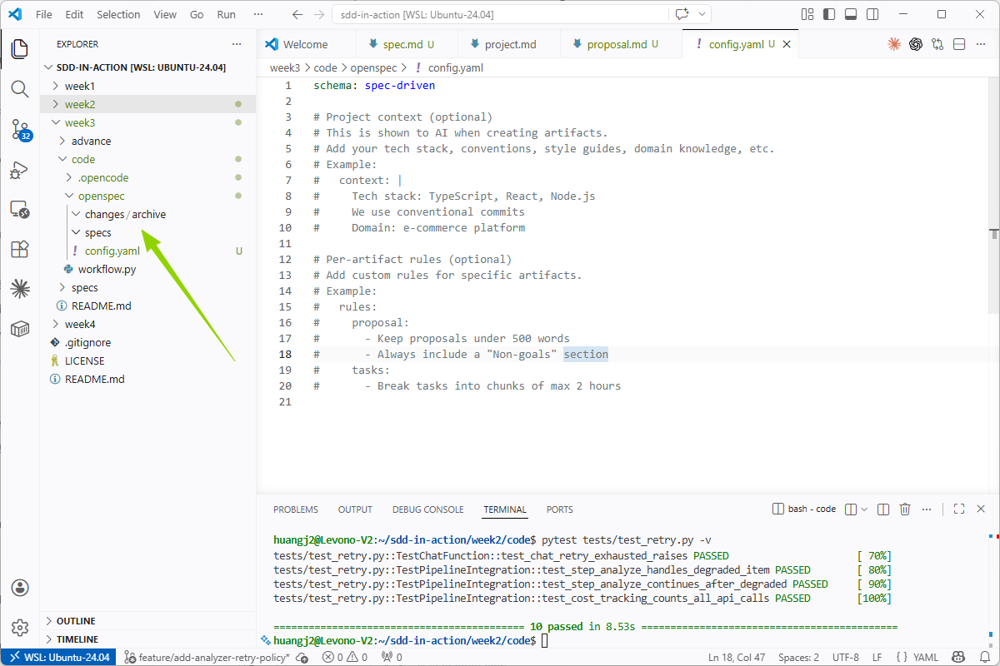 File Edit Selection View Go Run ··· sdd-in-action [WSL: Ubuntu-24.04]
EXPLORER ···
SDD-IN-ACTION [WSL: UBUNTU-24.04]
week1
week2
week3
advance
code
.opencode
openspec
changes / archive
specs
! config.yaml U
workflow.py
specs
README.md
week4
.gitignore
LICENSE
README.md
OUTLINE
TIMELINE
32
Welcome spec.md U project.md proposal.md U ! config.yaml U
week3 > code > openspec > ! config.yaml
1 schema: spec-driven
2
3 # Project context (optional)
4 # This is shown to AI when creating artifacts.
5 # Add your tech stack, conventions, style guides, domain knowledge, etc.
6 # Example:
7 #   context: |
8 #     Tech stack: TypeScript, React, Node.js
9 #     We use conventional commits
10 #     Domain: e-commerce platform
11
12 # Per-artifact rules (optional)
13 # Add custom rules for specific artifacts.
14 # Example:
15 #   rules:
16 #     proposal:
17 #       - Keep proposals under 500 words
18 #       - Always include a "Non-goals" section
19 #     tasks:
20 #       - Break tasks into chunks of max 2 hours
21
PROBLEMS OUTPUT DEBUG CONSOLE TERMINAL PORTS bash - code
huangj2@Levono-V2:~/sdd-in-action/week2/code$ pytest tests/test_retry.py -v
tests/test_retry.py::TestChatFunction::test_chat_retry_exhausted_raises PASSED [ 70%]
tests/test_retry.py::TestPipelineIntegration::test_step_analyze_handles_degraded_item PASSED [ 80%]
tests/test_retry.py::TestPipelineIntegration::test_step_analyze_continues_after_degraded PASSED [ 90%]
tests/test_retry.py::TestPipelineIntegration::test_cost_tracking_counts_all_api_calls PASSED [100%]
======================================= 10 passed in 8.53s ========================================
huangj2@Levono-V2:~/sdd-in-action/week2/code$
WSL: Ubuntu-24.04 feature/add-analyzer-retry-policy* 0 0 0 Ln 18, Col 47 Spaces: 2 UTF-8 LF { } YAML